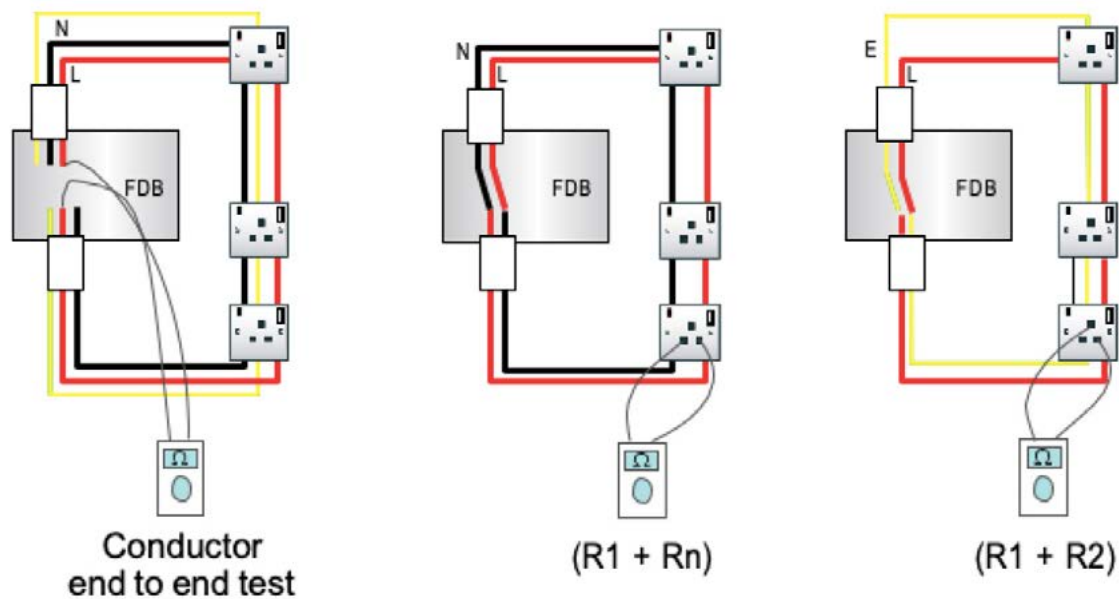 N
L
FDB
Ω
Conductor
end to end test
N
L
FDB
Ω
(R1 + Rn)
E
L
FDB
Ω
(R1 + R2)